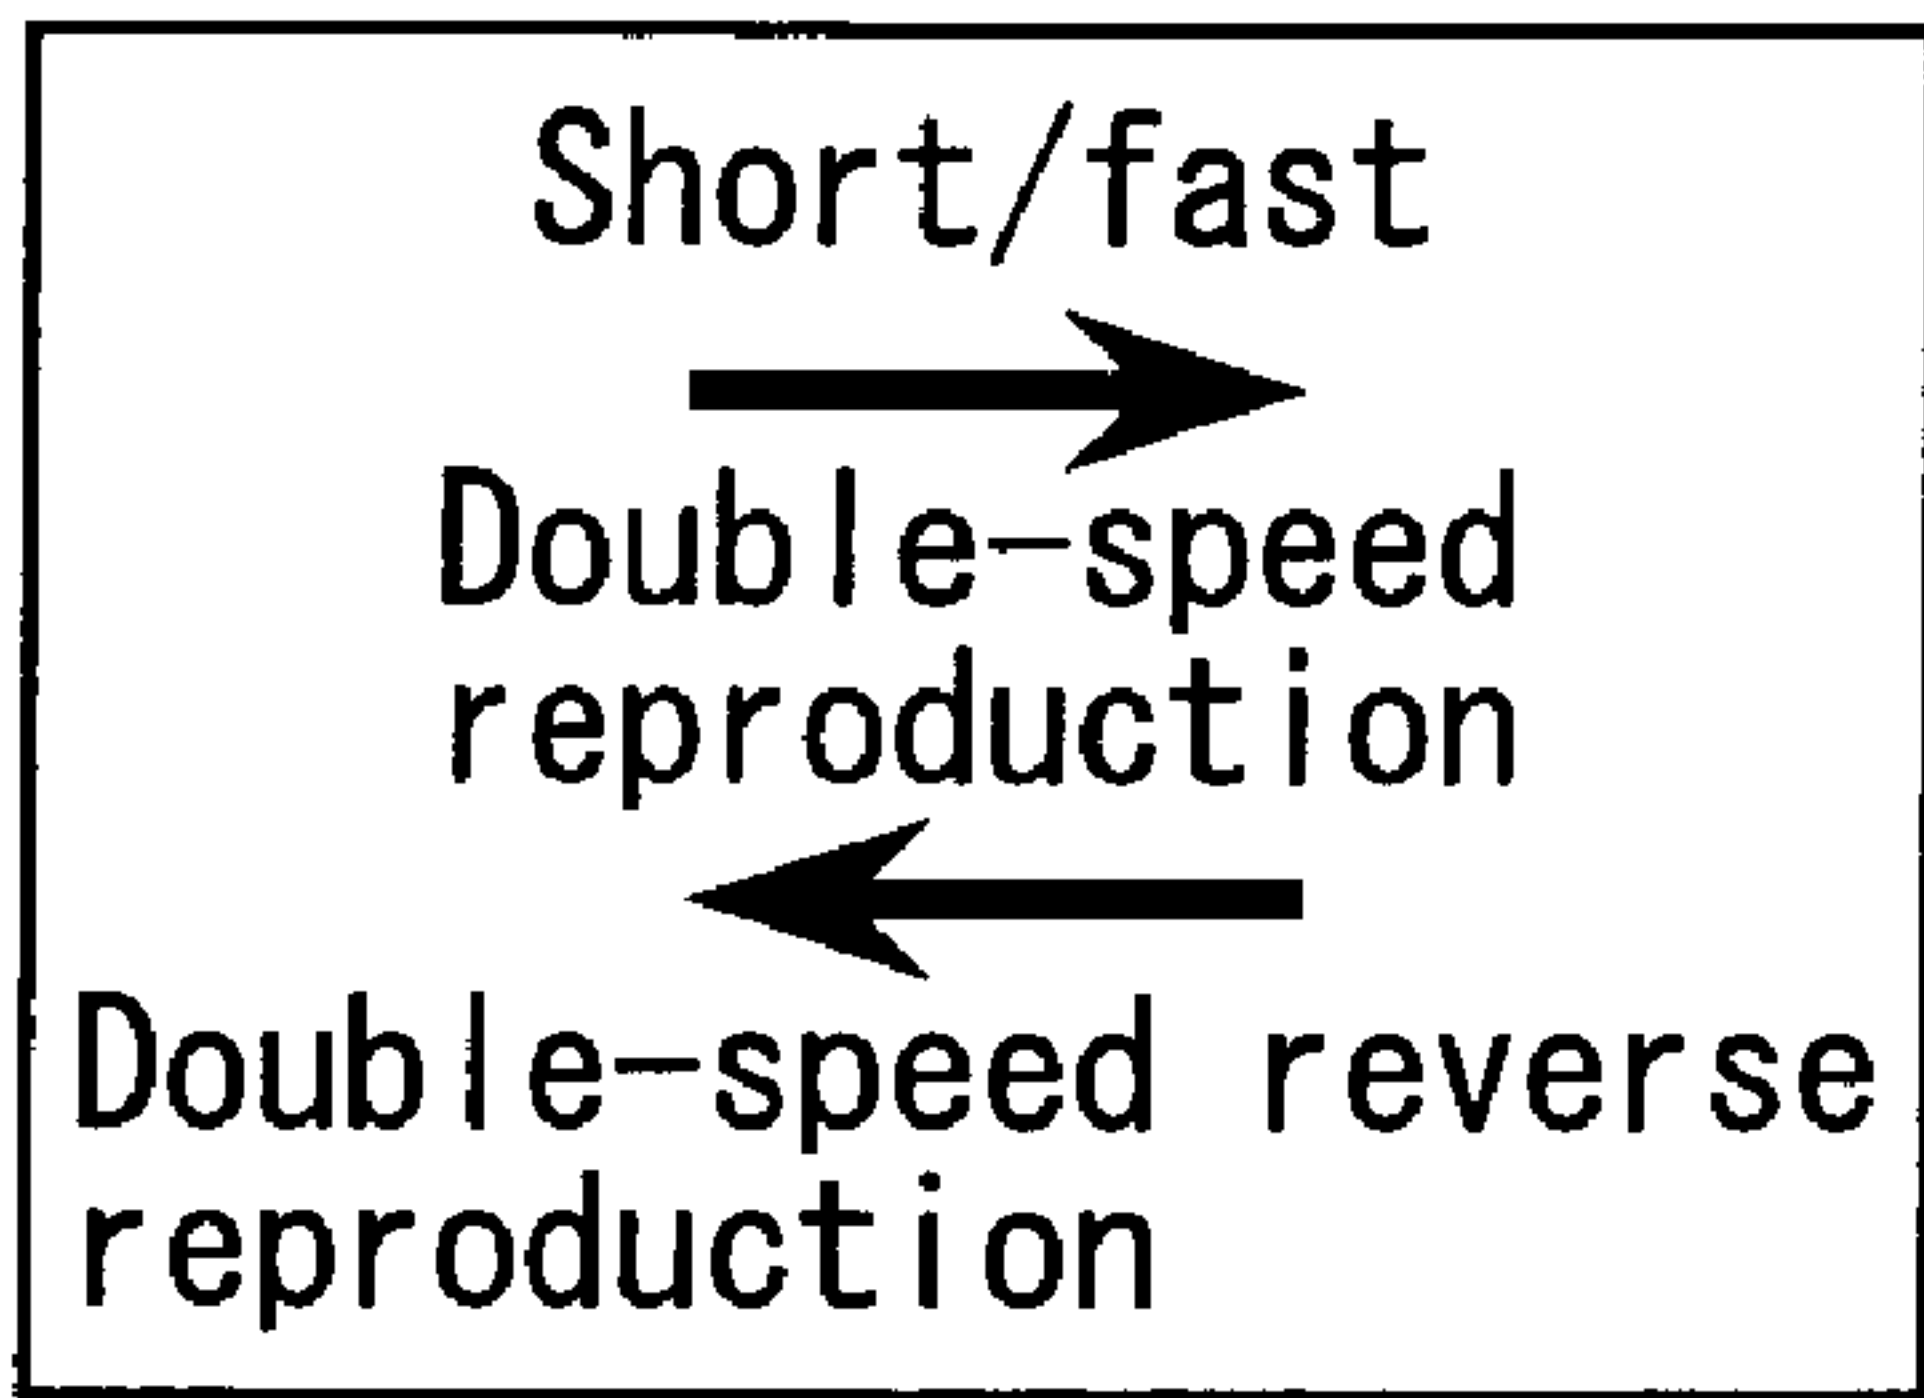 Short/fast
Double-speed
reproduction
Double-speed reverse
reproduction